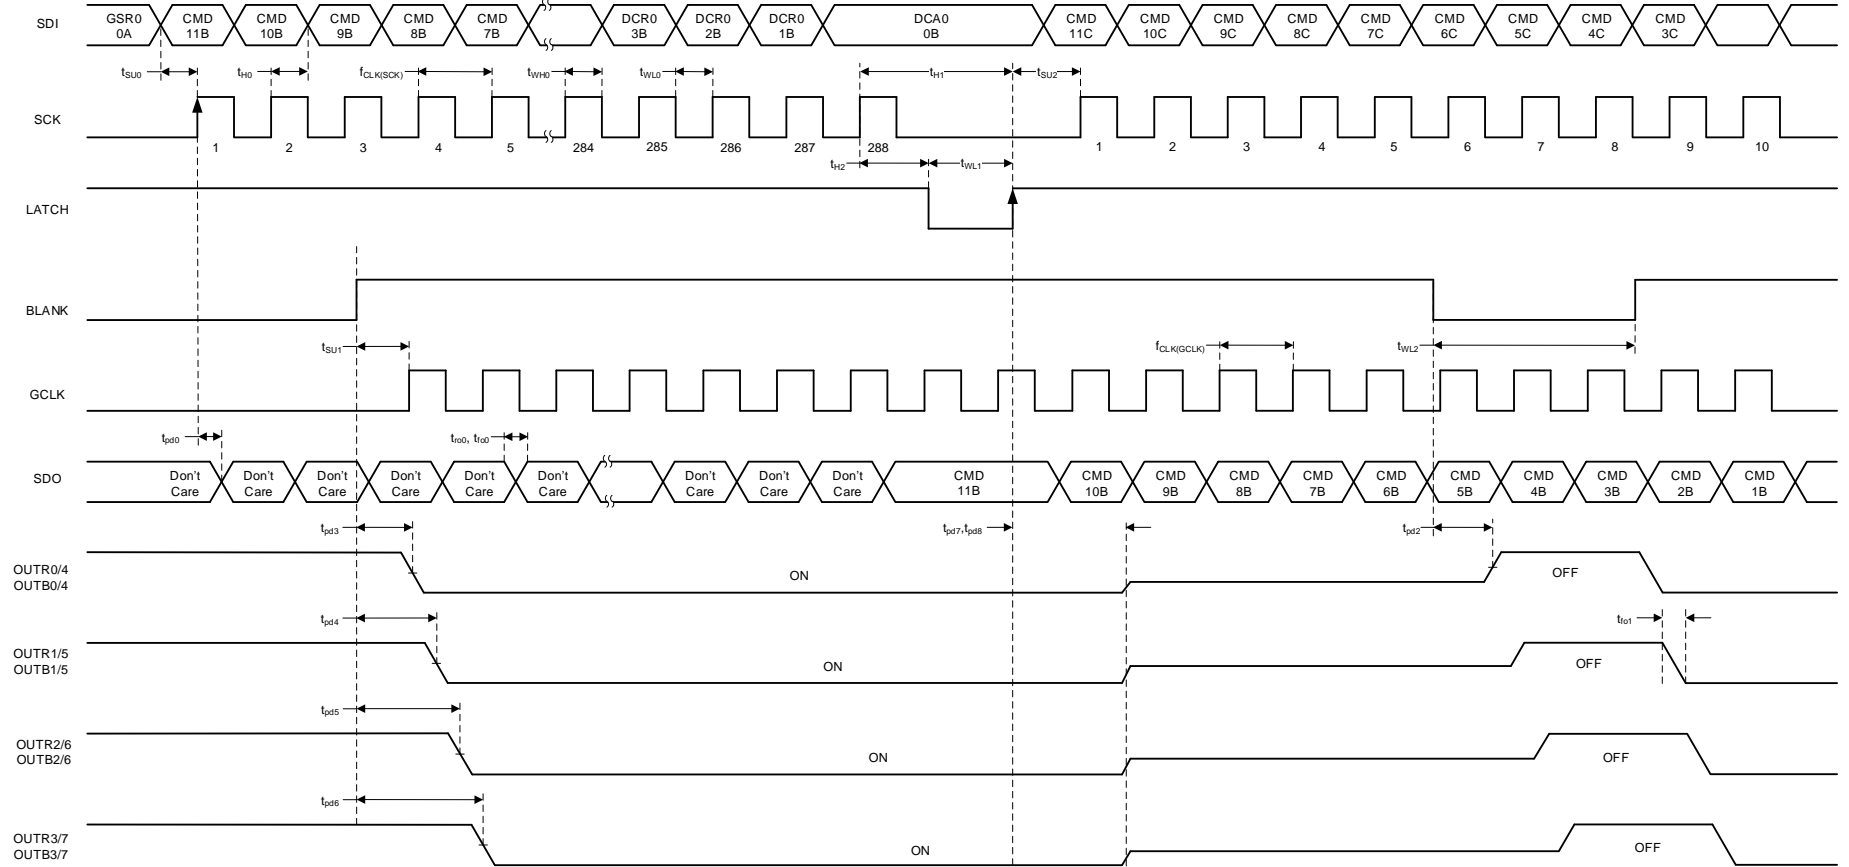 SDI
GSR0 0A
CMD 11B
CMD 10B
CMD 9B
CMD 8B
CMD 7B
DCR0 3B
DCR0 2B
DCR0 1B
DCA0 0B
CMD 11C
CMD 10C
CMD 9C
CMD 8C
CMD 7C
CMD 6C
CMD 5C
CMD 4C
CMD 3C
tSU0
tH0
fCLK(SCK)
tWH0
tWL0
tH1
tSU2
SCK
1 2 3 4 5 284 285 286 287 288 1 2 3 4 5 6 7 8 9 10
tH2
tWL1
LATCH
BLANK
tSU1
fCLK(GCLK)
tWL2
GCLK
tpd0
tro0, tfo0
SDO
Don't Care
Don't Care
Don't Care
Don't Care
Don't Care
Don't Care
Don't Care
Don't Care
Don't Care
CMD 11B
CMD 10B
CMD 9B
CMD 8B
CMD 7B
CMD 6B
CMD 5B
CMD 4B
CMD 3B
CMD 2B
CMD 1B
tpd3
tpd7,tpd8
tpd2
OUTR0/4
OUTB0/4
ON
OFF
tpd4
tfo1
OUTR1/5
OUTB1/5
ON
OFF
tpd5
OUTR2/6
OUTB2/6
ON
OFF
tpd6
OUTR3/7
OUTB3/7
ON
OFF